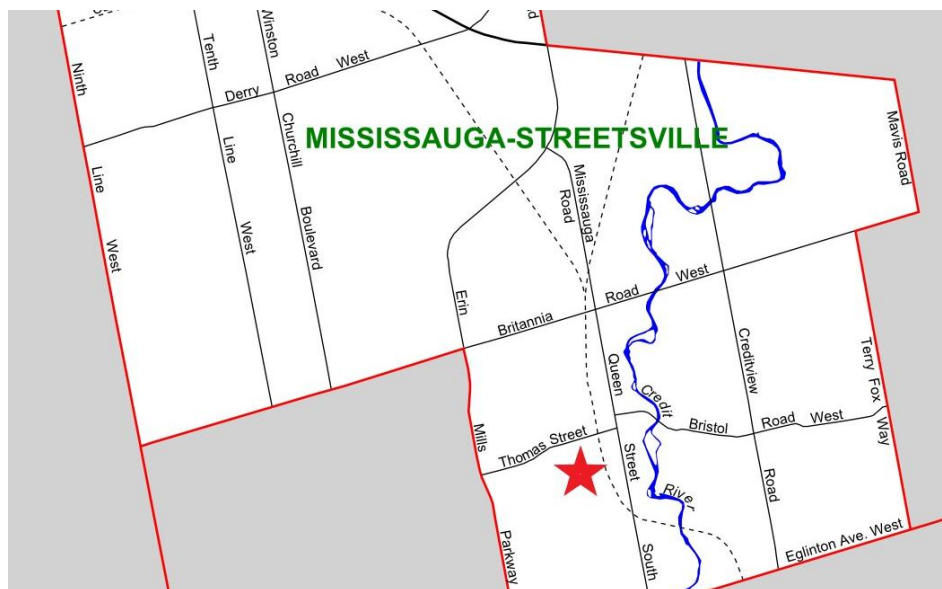 Ninth
Line
West
Tenth
Line
West
Winston
Churchill
Boulevard
Derry Road West
MISSISSAUGA-STREETSVILLE
Mississauga
Road
Mavis Road
Erin
Mills
Parkway
Britannia Road West
Queen
Street
South
Credit
River
Creditview
Road
Terry Fox
Way
Bristol Road West
Thomas Street
Eglinton Ave. West